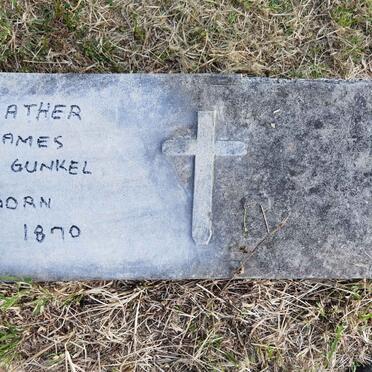 ATHER
AMES
GUNKEL
BORN
1870